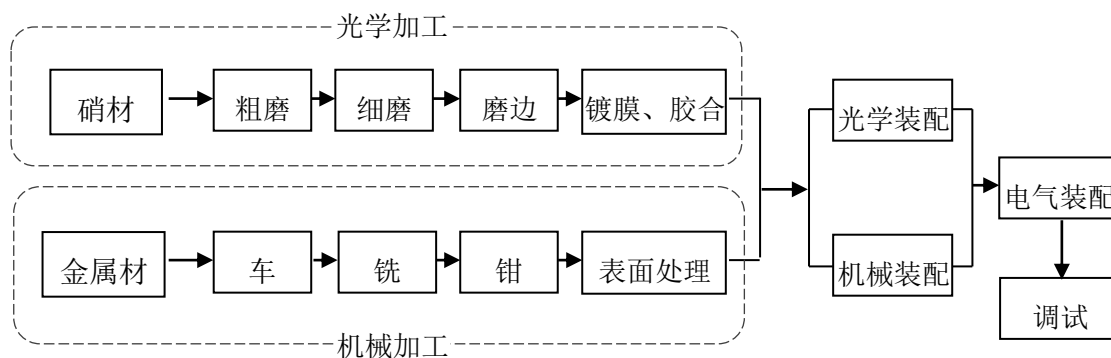 光学加工
硝材
粗磨
细磨
磨边
镀膜、胶合
光学装配
电气装配
金属材
车
铣
钳
表面处理
机械装配
调试
机械加工